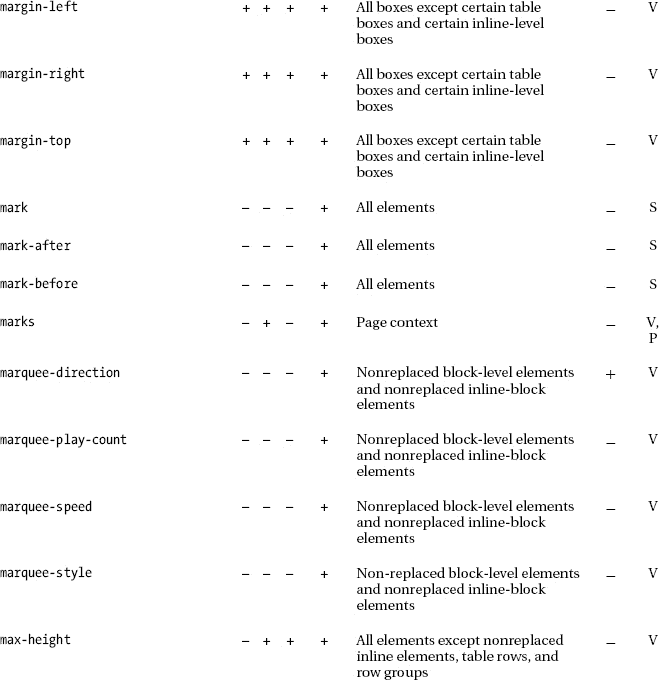 margin-left + + + + All boxes except certain table – V
boxes and certain inline-level
boxes
margin-right + + + + All boxes except certain table – V
boxes and certain inline-level
boxes
margin-top + + + + All boxes except certain table – V
boxes and certain inline-level
boxes
mark – – – + All elements – S
mark-after – – – + All elements – S
mark-before – – – + All elements – S
marks – + – + Page context – V,
P
marquee-direction – – – + Nonreplaced block-level elements + V
and nonreplaced inline-block
elements
marquee-play-count – – – + Nonreplaced block-level elements – V
and nonreplaced inline-block
elements
marquee-speed – – – + Nonreplaced block-level elements – V
and nonreplaced inline-block
elements
marquee-style – – – + Non-replaced block-level elements – V
and nonreplaced inline-block
elements
max-height – + + + All elements except nonreplaced – V
inline elements, table rows, and
row groups